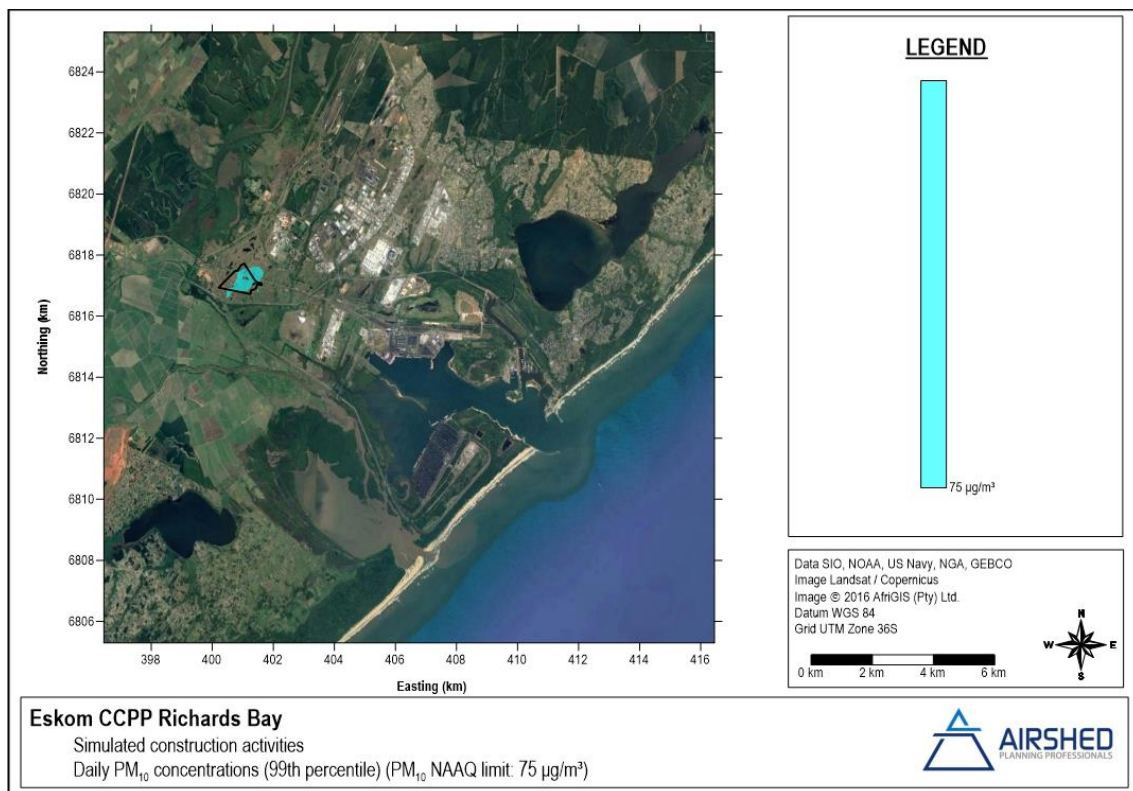 LEGEND
75 µg/m³
6824
6822
6820
6818
6816
6814
6812
6810
6808
6806
Northing (km)
398
400
402
404
406
408
410
412
414
416
Easting (km)
Data SIO, NOAA, US Navy, NGA, GEBCO
Image Landsat / Copernicus
Image © 2016 AfriGIS (Pty) Ltd.
Datum WGS 84
Grid UTM Zone 36S
0 km 2 km 4 km 6 km
N
W E
S
Eskom CCPP Richards Bay
Simulated construction activities
Daily PM₁₀ concentrations (99th percentile) (PM₁₀ NAAQ limit: 75 µg/m³)
AIRSHED
PLANNING PROFESSIONALS